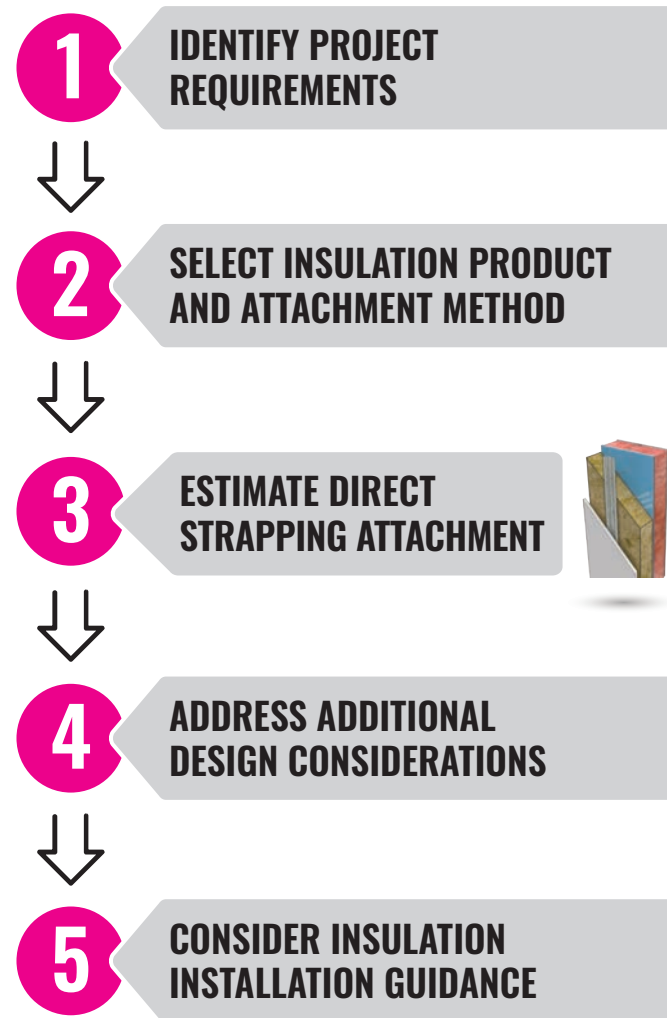 1
IDENTIFY PROJECT
REQUIREMENTS
2
SELECT INSULATION PRODUCT
AND ATTACHMENT METHOD
3
ESTIMATE DIRECT
STRAPPING ATTACHMENT
4
ADDRESS ADDITIONAL
DESIGN CONSIDERATIONS
5
CONSIDER INSULATION
INSTALLATION GUIDANCE